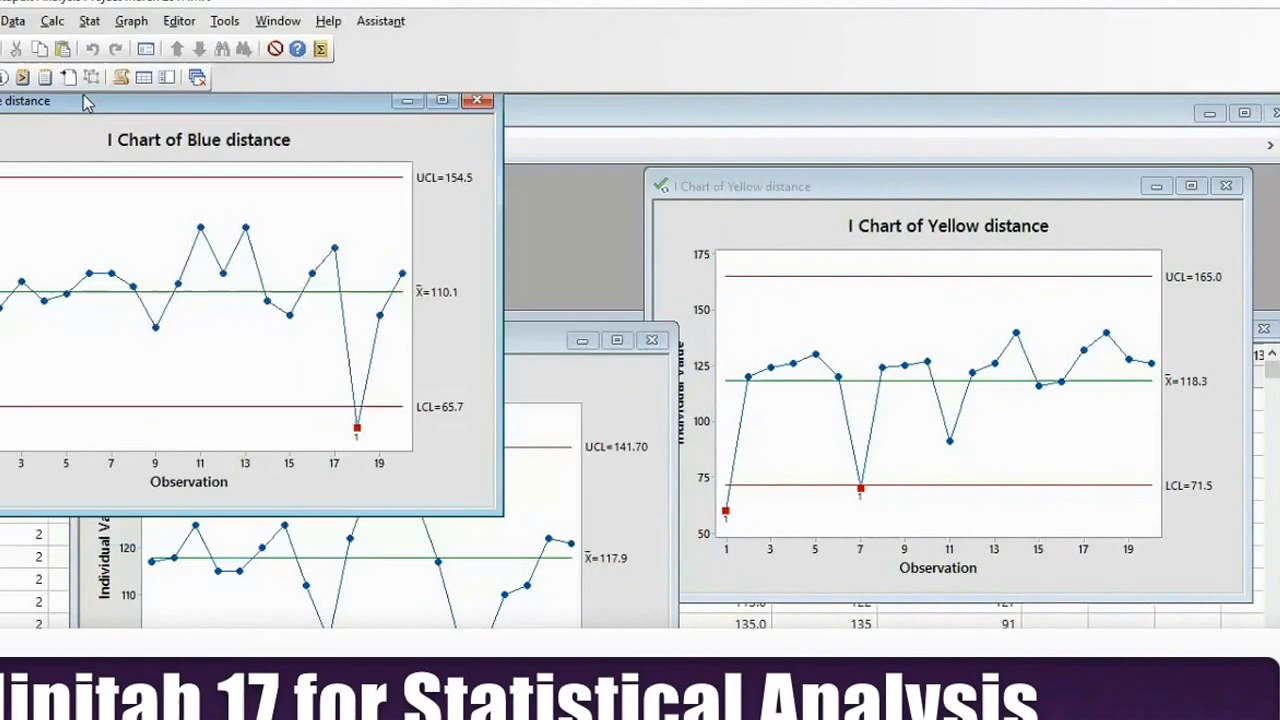 Data Calc Stat Graph Editor Tools Window Help Assistant
distance
I Chart of Blue distance
UCL=154.5
X̄=110.1
LCL=65.7
1
3 5 7 9 11 13 15 17 19
Observation
I Chart of Yellow distance
I Chart of Yellow distance
175
150
125
100
75
50
UCL=165.0
X̄=118.3
LCL=71.5
1
1
1 3 5 7 9 11 13 15 17 19
Observation
Individual Value
UCL=141.70
120
X̄=117.9
110
2
2
2
2
2
135.0 135 91
Minitab 17 for Statistical Analysis